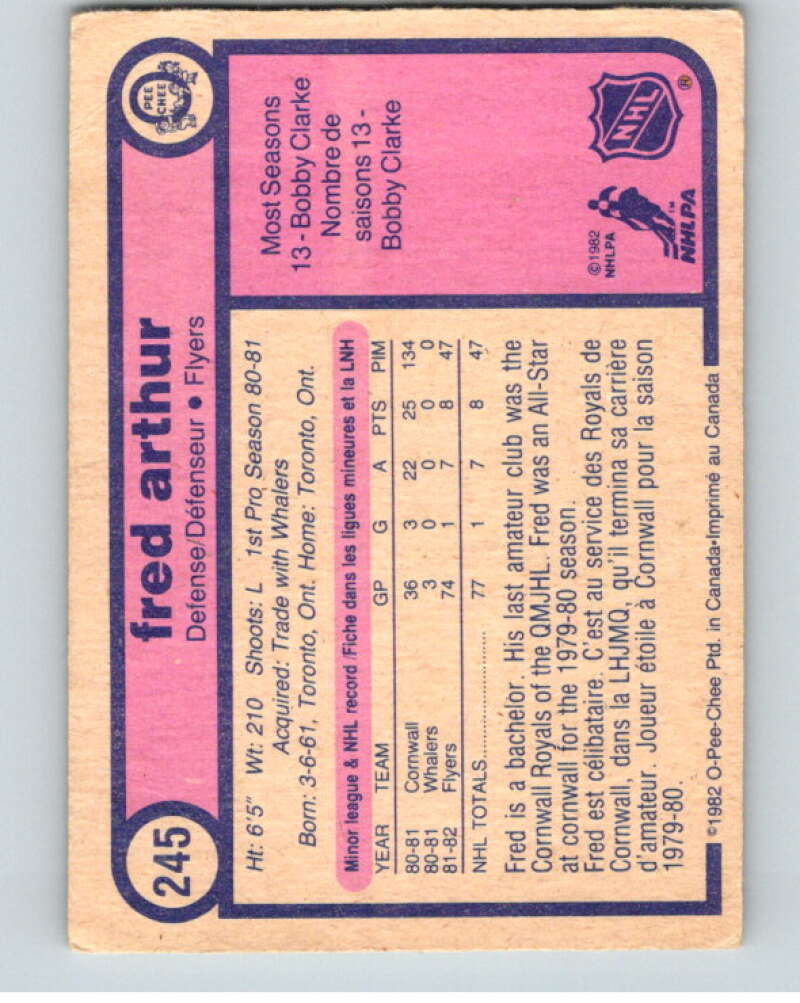 245
fred arthur
Defense/Défenseur • Flyers
PEE
CHEE
Ht: 6'5" Wt: 210 Shoots: L 1st Pro Season 80-81
Acquired: Trade with Whalers
Born: 3-6-61, Toronto, Ont. Home: Toronto, Ont.
Minor league & NHL record/Fiche dans les ligues mineures et la LNH
YEAR TEAM GP G A PTS PIM
80-81 Cornwall 36 3 22 25 134
80-81 Whalers 3 0 0 0 0
81-82 Flyers 74 1 7 8 47
NHL TOTALS.................. 77 1 7 8 47
Fred is a bachelor. His last amateur club was the
Cornwall Royals of the QMJHL. Fred was an All-Star
at cornwall for the 1979-80 season.
Fred est célibataire. C'est au service des Royals de
Cornwall, dans la LHJMQ, qu'il termina sa carrière
d'amateur. Joueur étoile à Cornwall pour la saison
1979-80.
Most Seasons
13 - Bobby Clarke
Nombre de
saisons 13 -
Bobby Clarke
©1982
NHLPA
NHLPA
TM
NHL
®
©1982 O-Pee-Chee Ptd. in Canada•Imprimé au Canada